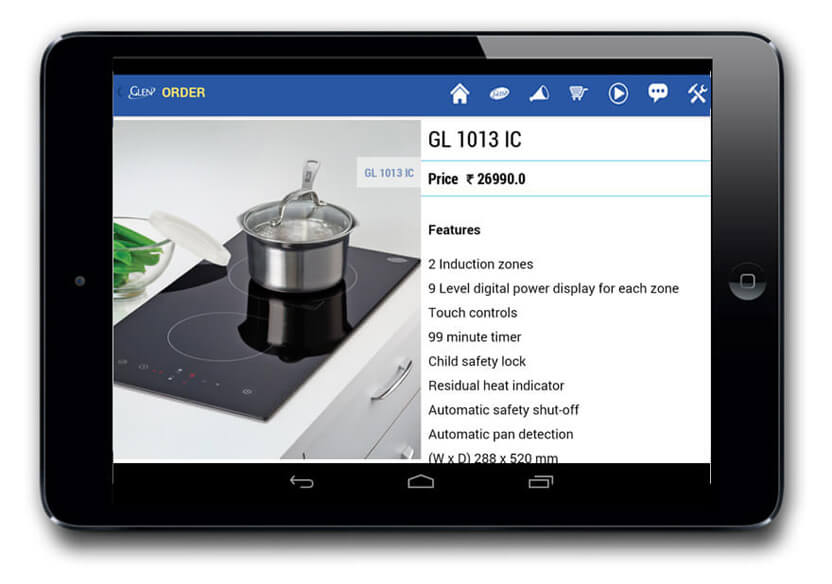 GLEN ORDER
GLEN
GL 1013 IC
GL 1013 IC
Price ₹ 26990.0
Features
2 Induction zones
9 Level digital power display for each zone
Touch controls
99 minute timer
Child safety lock
Residual heat indicator
Automatic safety shut-off
Automatic pan detection
(W x D) 288 x 520 mm